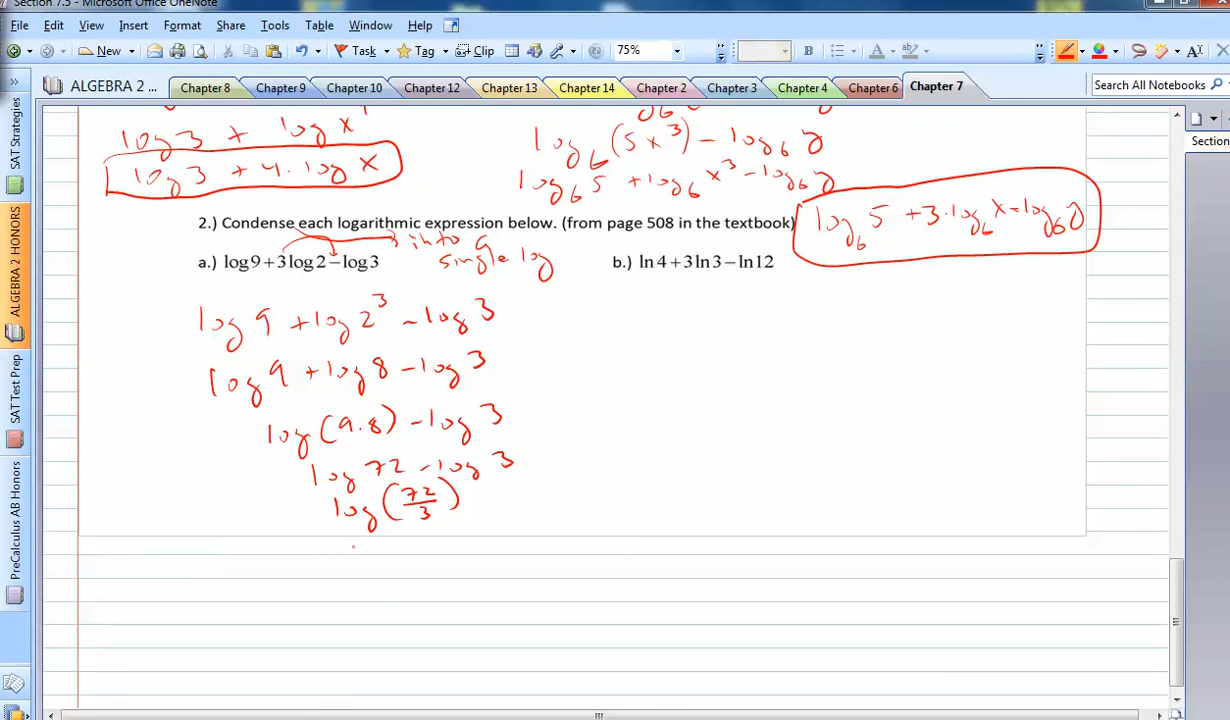 Section 7.5 - Microsoft Office OneNote
File Edit View Insert Format Share Tools Table Window Help
New Task Tag Clip 75% B A A
ALGEBRA 2 ... Chapter 8 Chapter 9 Chapter 10 Chapter 12 Chapter 13 Chapter 14 Chapter 2 Chapter 3 Chapter 4 Chapter 6 Chapter 7 Search All Notebooks
SAT Strategies
ALGEBRA 2 HONORS
SAT Test Prep
PreCalculus AB Honors
Section
log 3 + log x
log 3 + 4 · log x
log₆(5x³) - log₆ y
log₆ 5 + log₆ x³ - log₆ y
log₆ 5 + 3·log₆ x - log₆ y
2.) Condense each logarithmic expression below. (from page 508 in the textbook)
into a
single log
a.) log9+3log2−log3
b.) ln4+3ln3−ln12
log 9 + log 2³ - log 3
log 9 + log 8 - log 3
log (9·8) - log 3
log 72 - log 3
log (72/3)